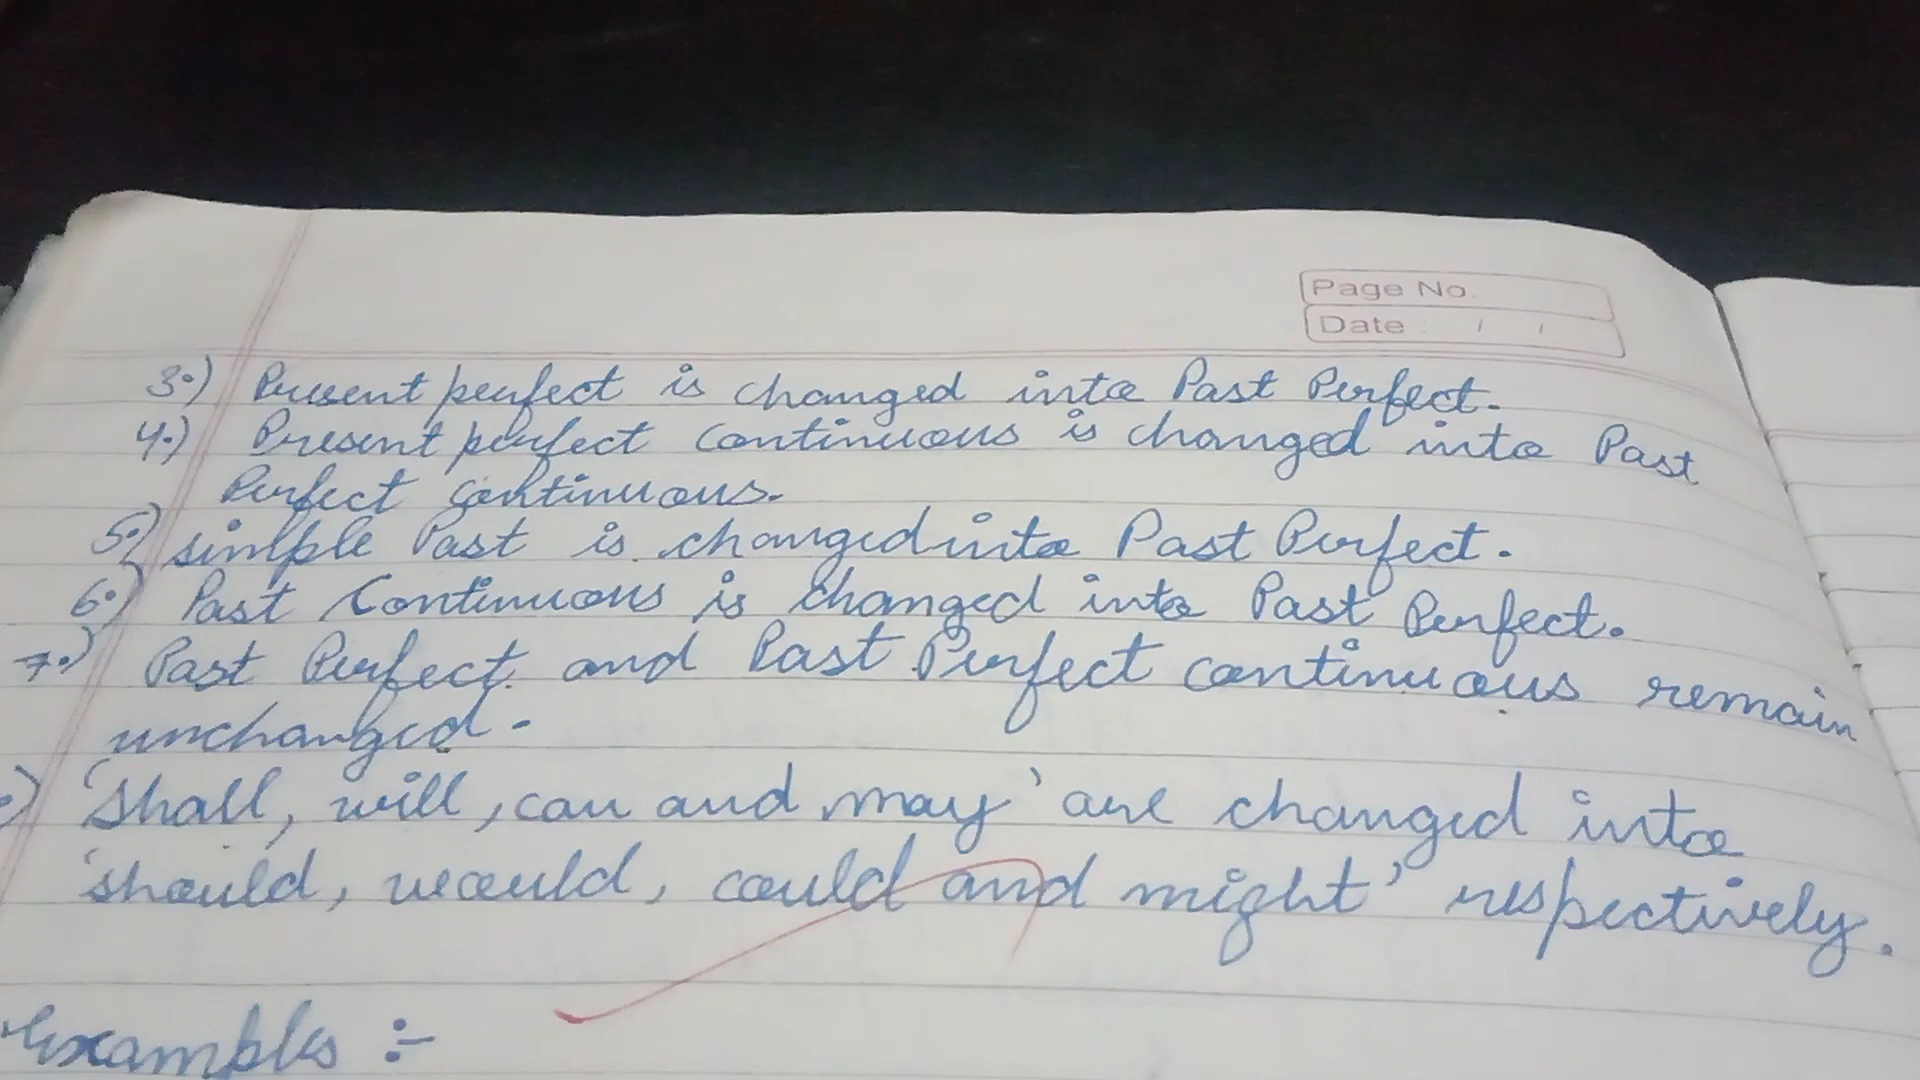 Page No.
Date : / /
3.) Present perfect is changed into Past Perfect.
4.) Present perfect continuous is changed into Past
Perfect continuous.
5.) simple Past is changed into Past Perfect.
6.) Past Continuous is changed into Past Perfect.
7.) Past Perfect and Past Perfect continuous remain
unchanged.
.) 'Shall, will, can and may' are changed into
'should, would, could and might' respectively.
Examples :-